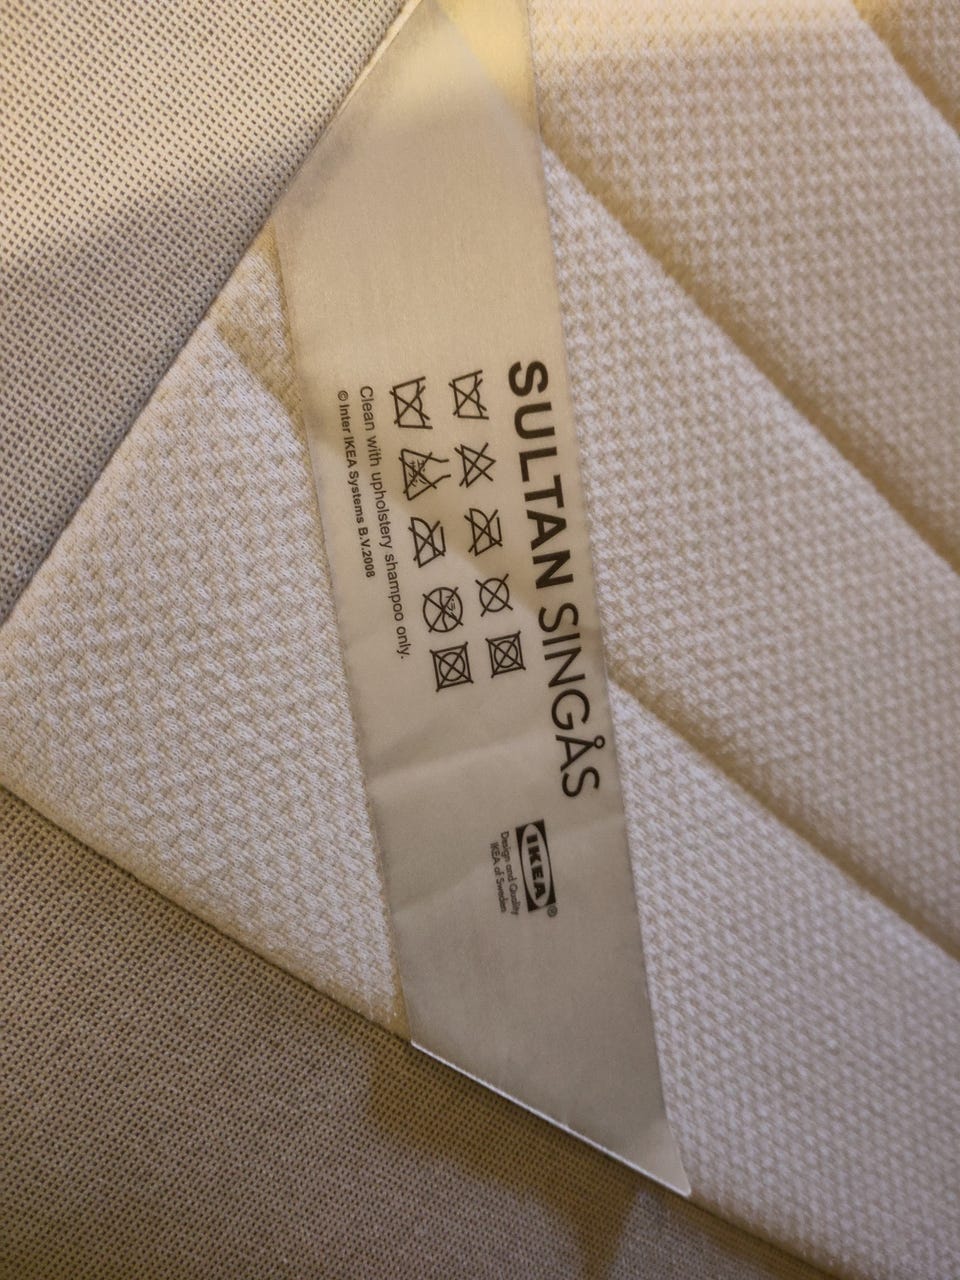 SULTAN SINGÅS
Clean with upholstery shampoo only.
© Inter IKEA Systems B.V.2008
IKEA®
Design and Quality
IKEA of Sweden